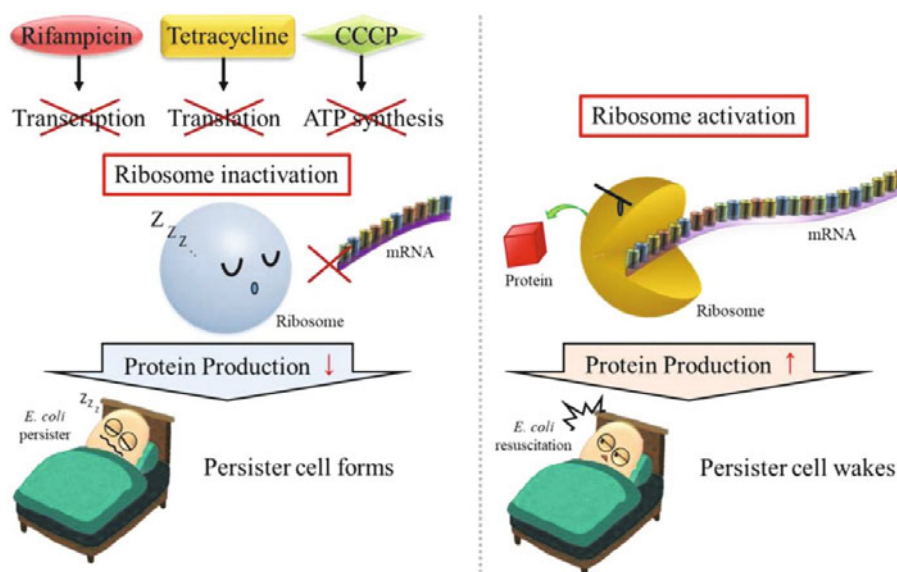 Rifampicin
Tetracycline
CCCP
Transcription
Translation
ATP synthesis
Ribosome inactivation
Z
Z
Z
mRNA
Ribosome
Protein Production ↓
Z
Z
Z
E. coli
persister
Persister cell forms
Ribosome activation
mRNA
Protein
Ribosome
Protein Production ↑
E. coli
resuscitation
Persister cell wakes